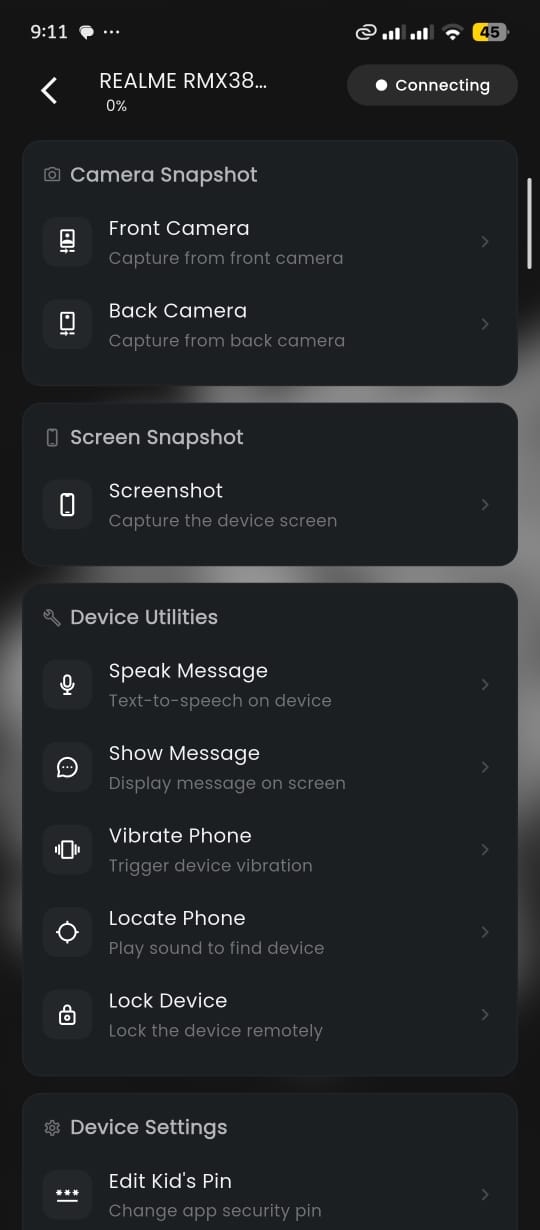 9:11
45
REALME RMX38...
0%
Connecting
Camera Snapshot
Front Camera
Capture from front camera
Back Camera
Capture from back camera
Screen Snapshot
Screenshot
Capture the device screen
Device Utilities
Speak Message
Text-to-speech on device
Show Message
Display message on screen
Vibrate Phone
Trigger device vibration
Locate Phone
Play sound to find device
Lock Device
Lock the device remotely
Device Settings
Edit Kid's Pin
Change app security pin